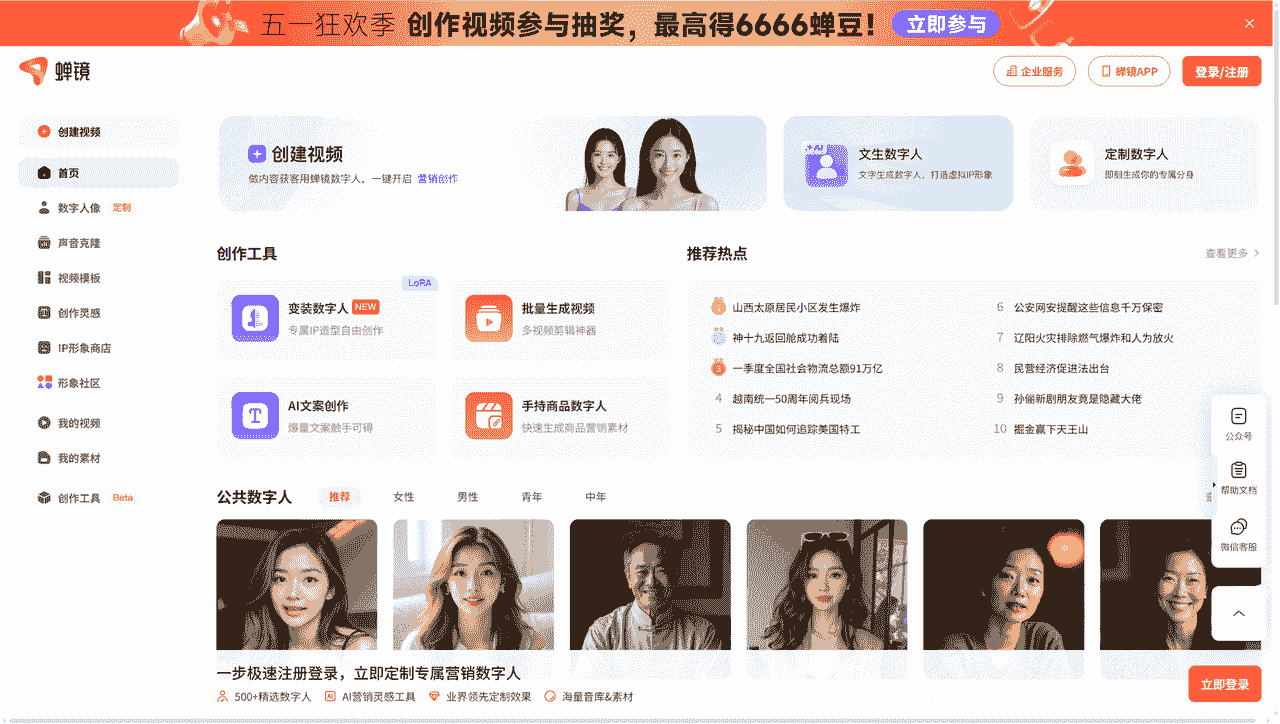 五一狂欢季 创作视频参与抽奖，最高得6666蝉豆！ 立即参与
蝉镜
企业服务
蝉镜APP
登录/注册
创建视频
首页
数字人像 定制
声音克隆
视频模板
创作灵感
IP形象商店
形象社区
我的视频
我的素材
创作工具 Beta
创建视频
做内容获客用蝉镜数字人，一键开启 营销创作
+AI
文生数字人
文字生成数字人，打造虚拟IP形象
定制数字人
即刻生成你的专属分身
创作工具
LoRA
变装数字人 NEW
专属IP造型自由创作
批量生成视频
多视频剪辑神器
AI文案创作
爆量文案触手可得
手持商品数字人
快速生成商品营销素材
推荐热点
查看更多
1 山西太原居民小区发生爆炸
2 神十九返回舱成功着陆
3 一季度全国社会物流总额91万亿
4 越南统一50周年阅兵现场
5 揭秘中国如何追踪美国特工
6 公安网安提醒这些信息千万保密
7 辽阳火灾排除燃气爆炸和人为放火
8 民营经济促进法出台
9 孙俪新剧朋友竟是隐藏大佬
10 掘金赢下天王山
公共数字人 推荐 女性 男性 青年 中年
公众号
帮助文档
微信客服
一步极速注册登录，立即定制专属营销数字人
500+精选数字人 AI营销灵感工具 业界领先定制效果 海量音库&素材
立即登录